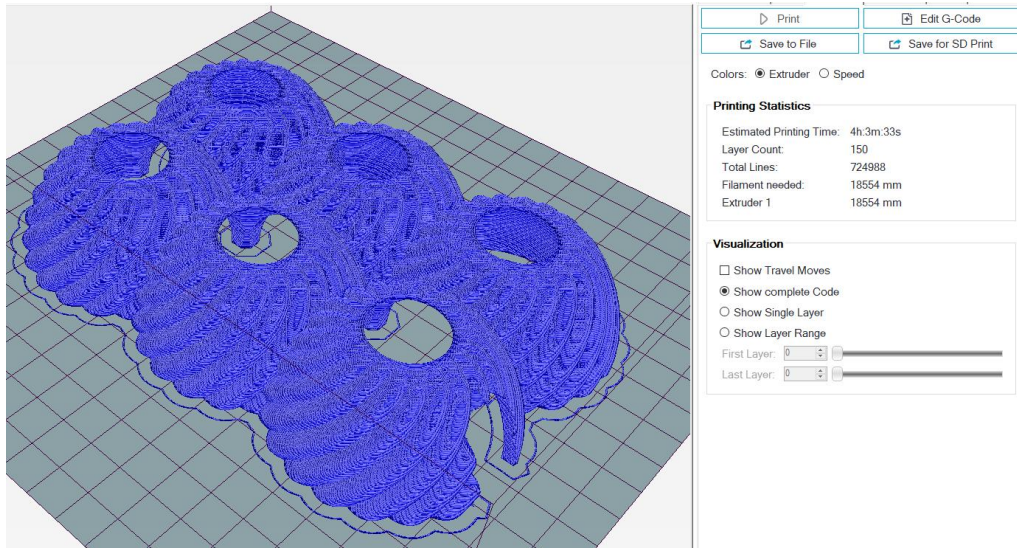 Print
Edit G-Code
Save to File
Save for SD Print
Colors: Extruder Speed
Printing Statistics
Estimated Printing Time: 4h:3m:33s
Layer Count: 150
Total Lines: 724988
Filament needed: 18554 mm
Extruder 1 18554 mm
Visualization
Show Travel Moves
Show complete Code
Show Single Layer
Show Layer Range
First Layer: 0
Last Layer: 0